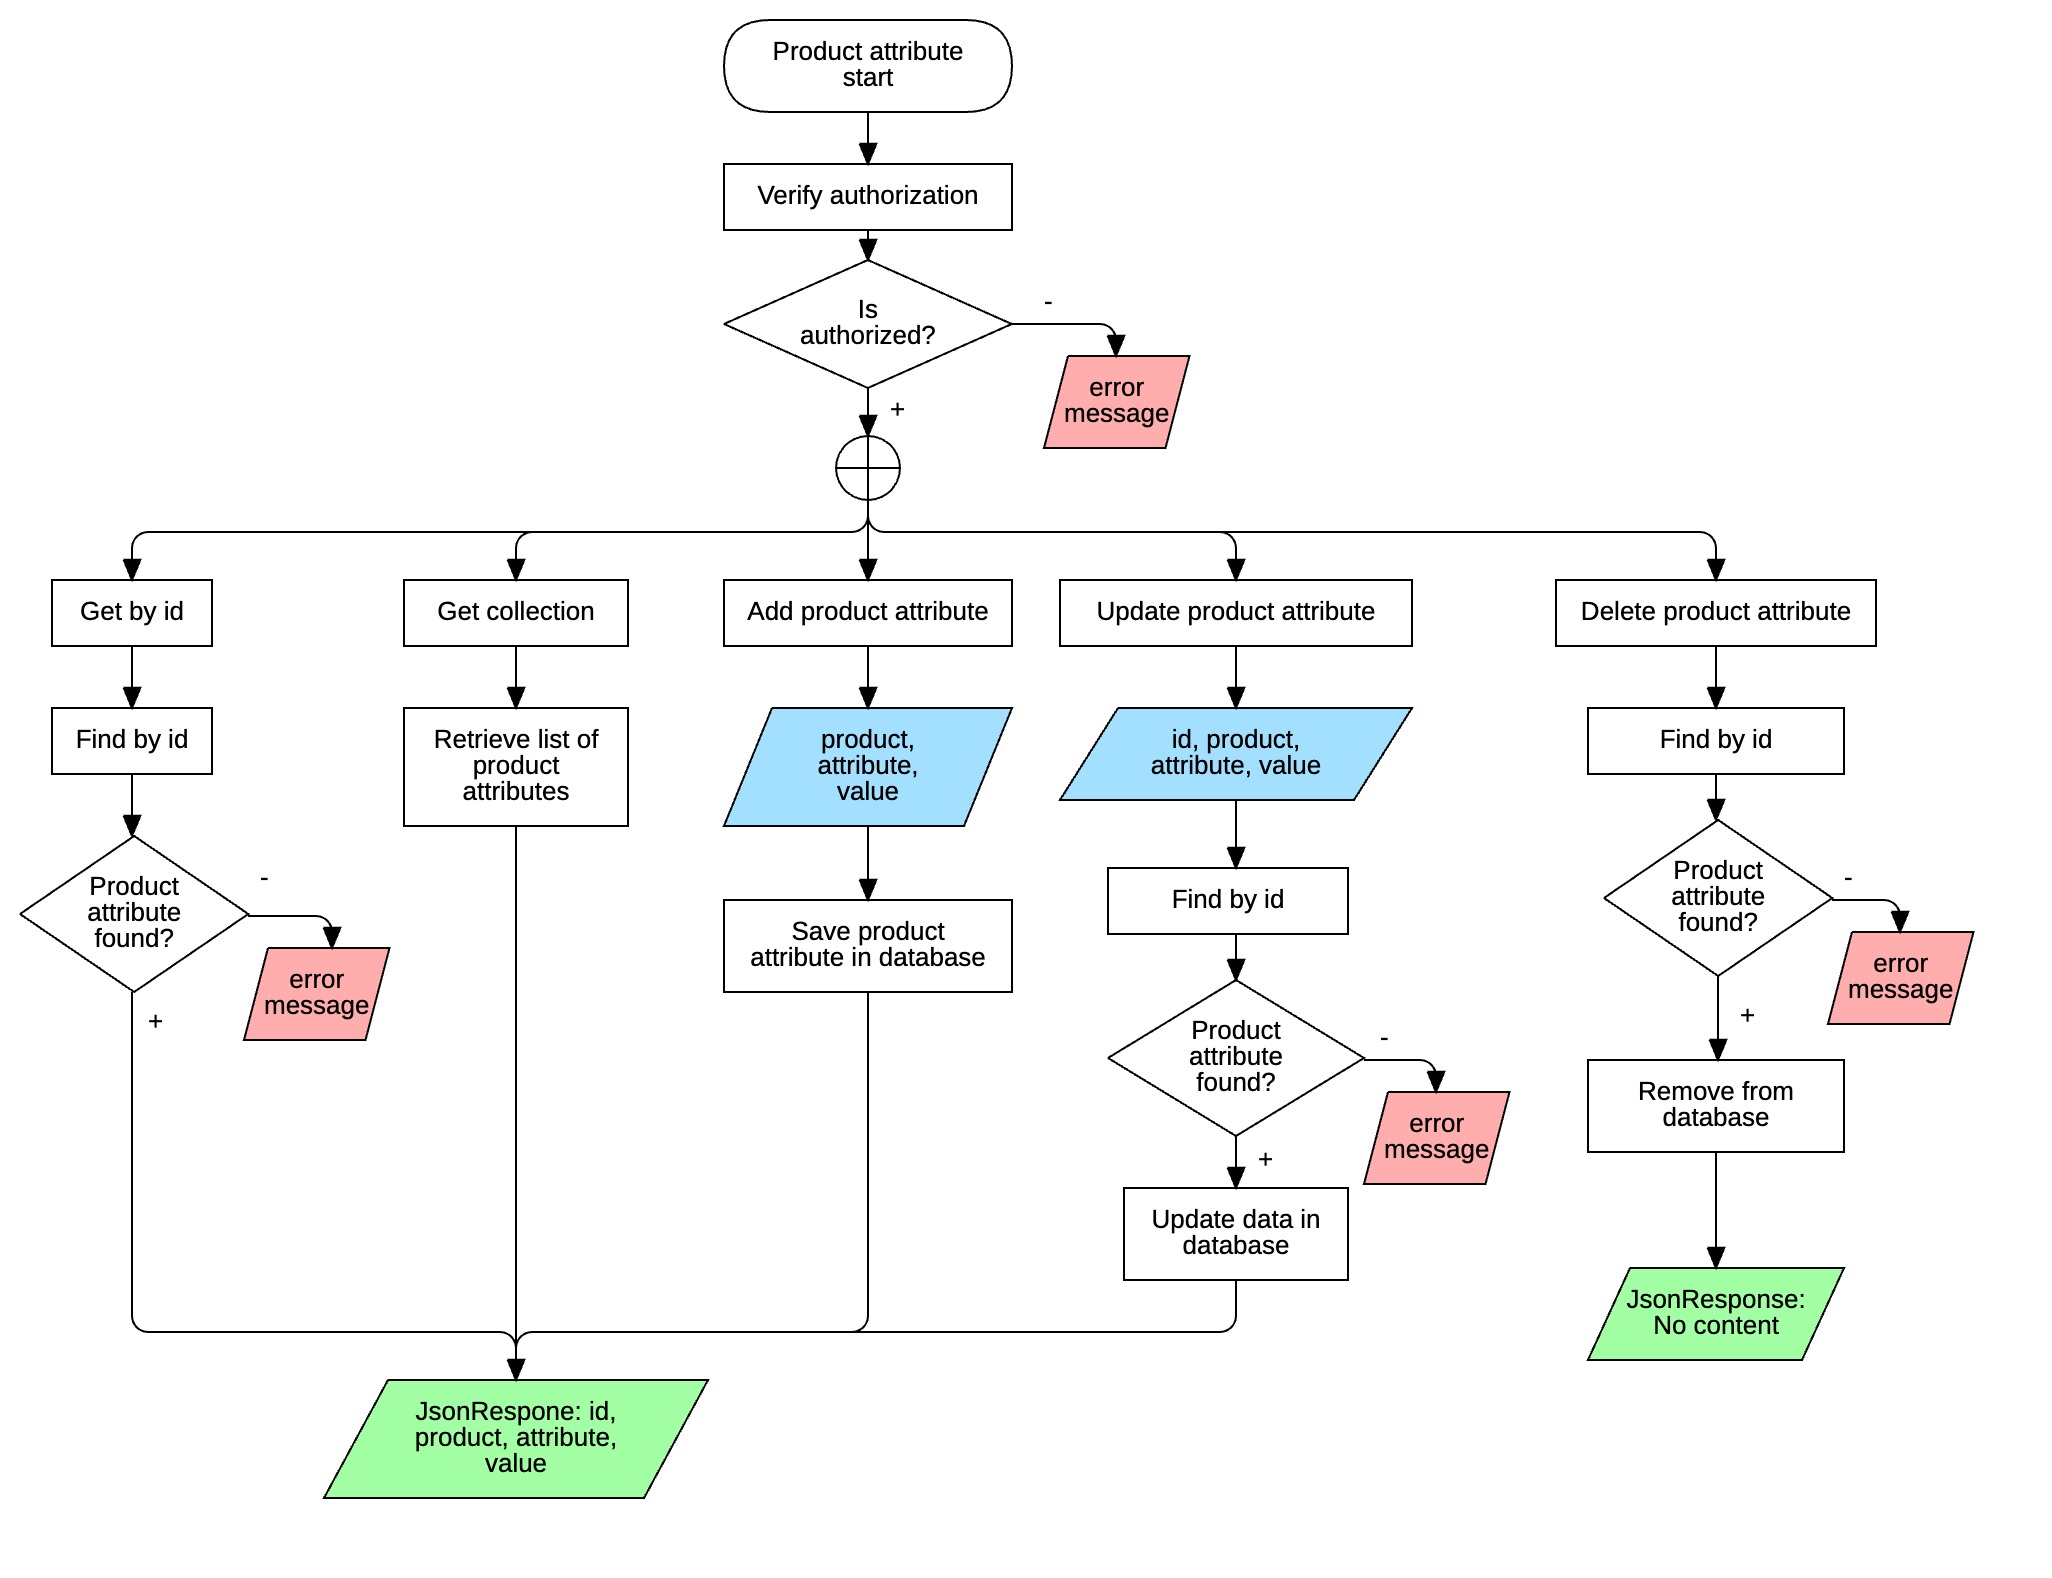 Product attribute
start
Verify authorization
Is
authorized?
-
error
message
+
Get by id
Get collection
Add product attribute
Update product attribute
Delete product attribute
Find by id
Retrieve list of
product
attributes
product,
attribute,
value
id, product,
attribute, value
Find by id
Product
attribute
found?
-
error
message
+
Save product
attribute in database
Find by id
Product
attribute
found?
-
error
message
+
Update data in
database
Product
attribute
found?
-
error
message
+
Remove from
database
JsonResponse:
No content
JsonRespone: id,
product, attribute,
value